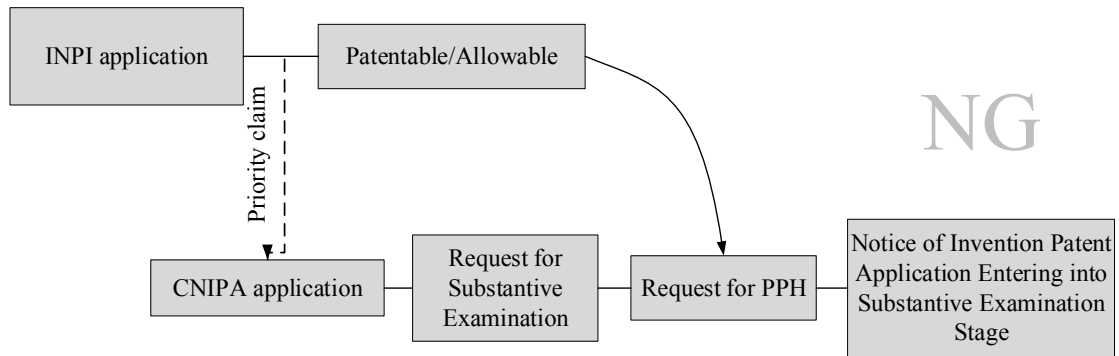 INPI application
Patentable/Allowable
NG
Priority claim
CNIPA application
Request for
Substantive
Examination
Request for PPH
Notice of Invention Patent
Application Entering into
Substantive Examination
Stage